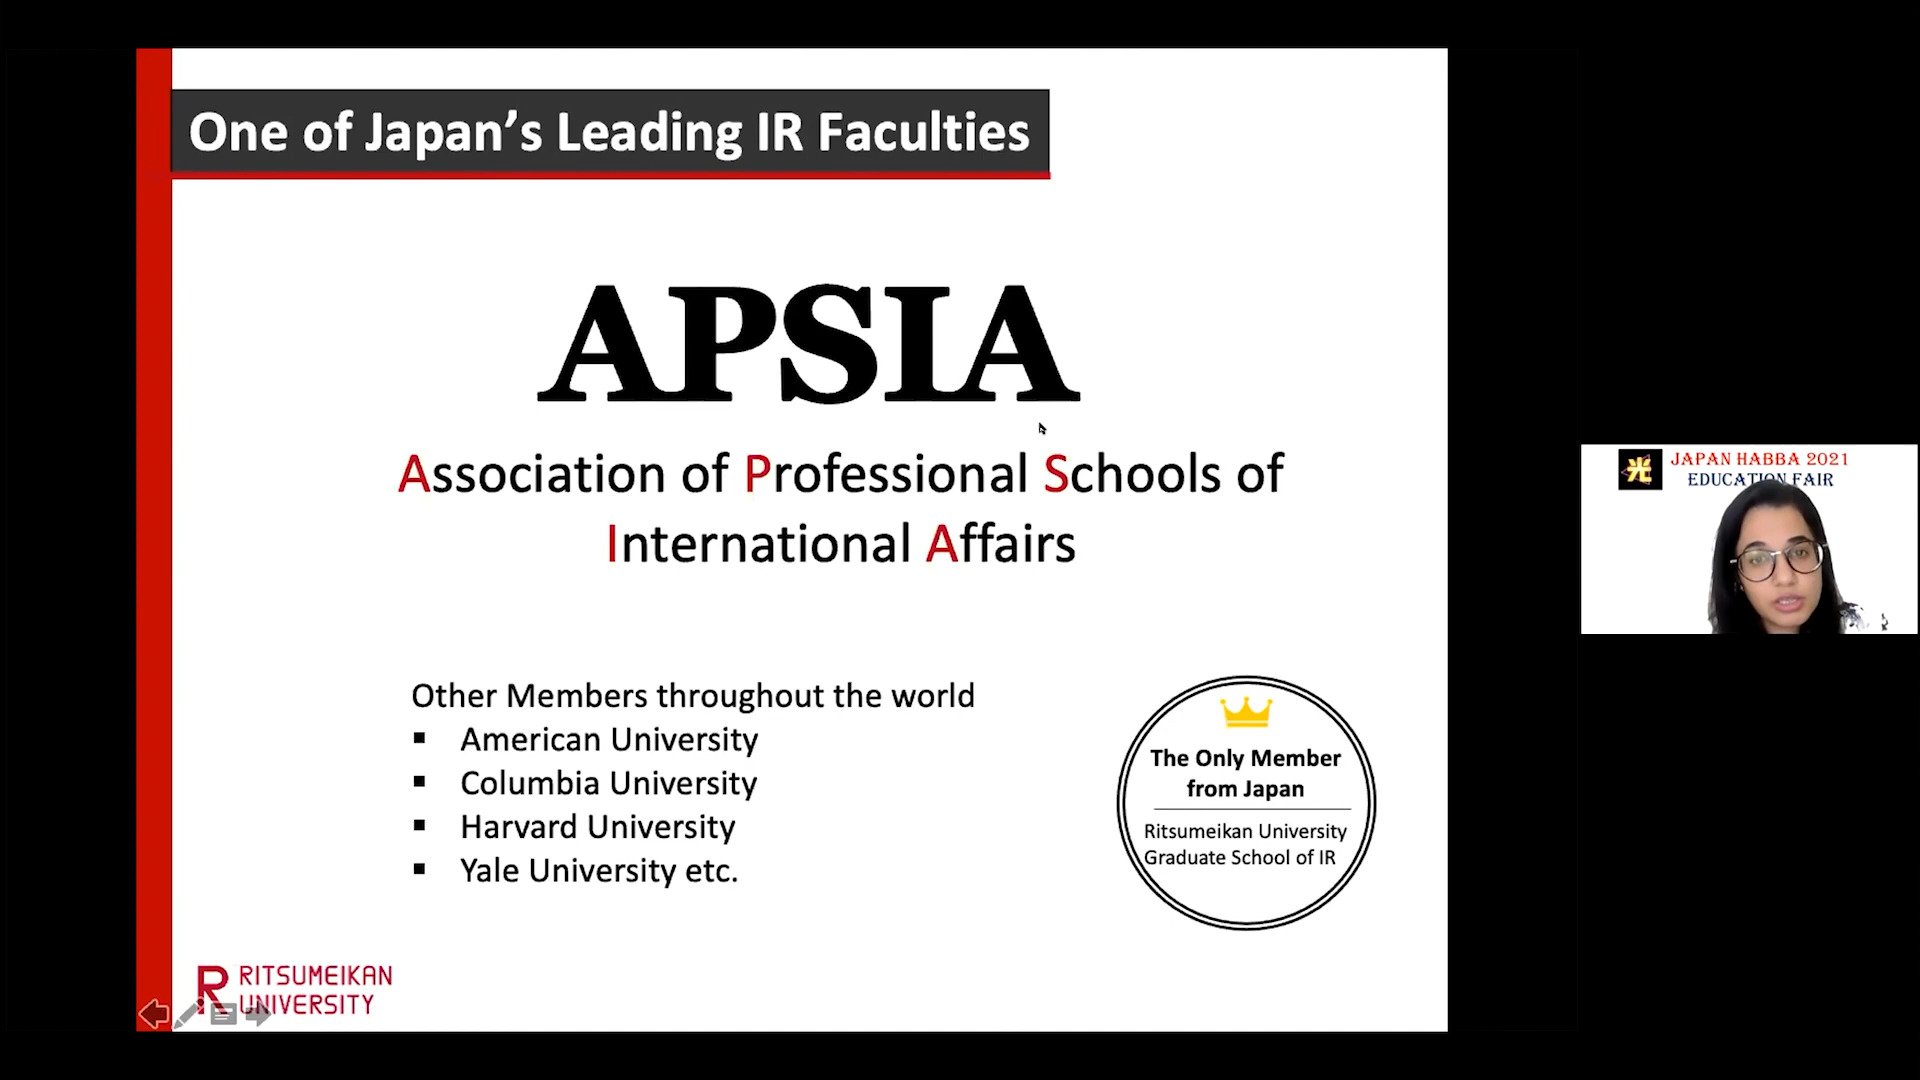 One of Japan's Leading IR Faculties
APSIA
Association of Professional Schools of
International Affairs
Other Members throughout the world
▪ American University
▪ Columbia University
▪ Harvard University
▪ Yale University etc.
The Only Member
from Japan
Ritsumeikan University
Graduate School of IR
R RITSUMEIKAN
UNIVERSITY
光 JAPAN HABBA 2021
EDUCATION FAIR